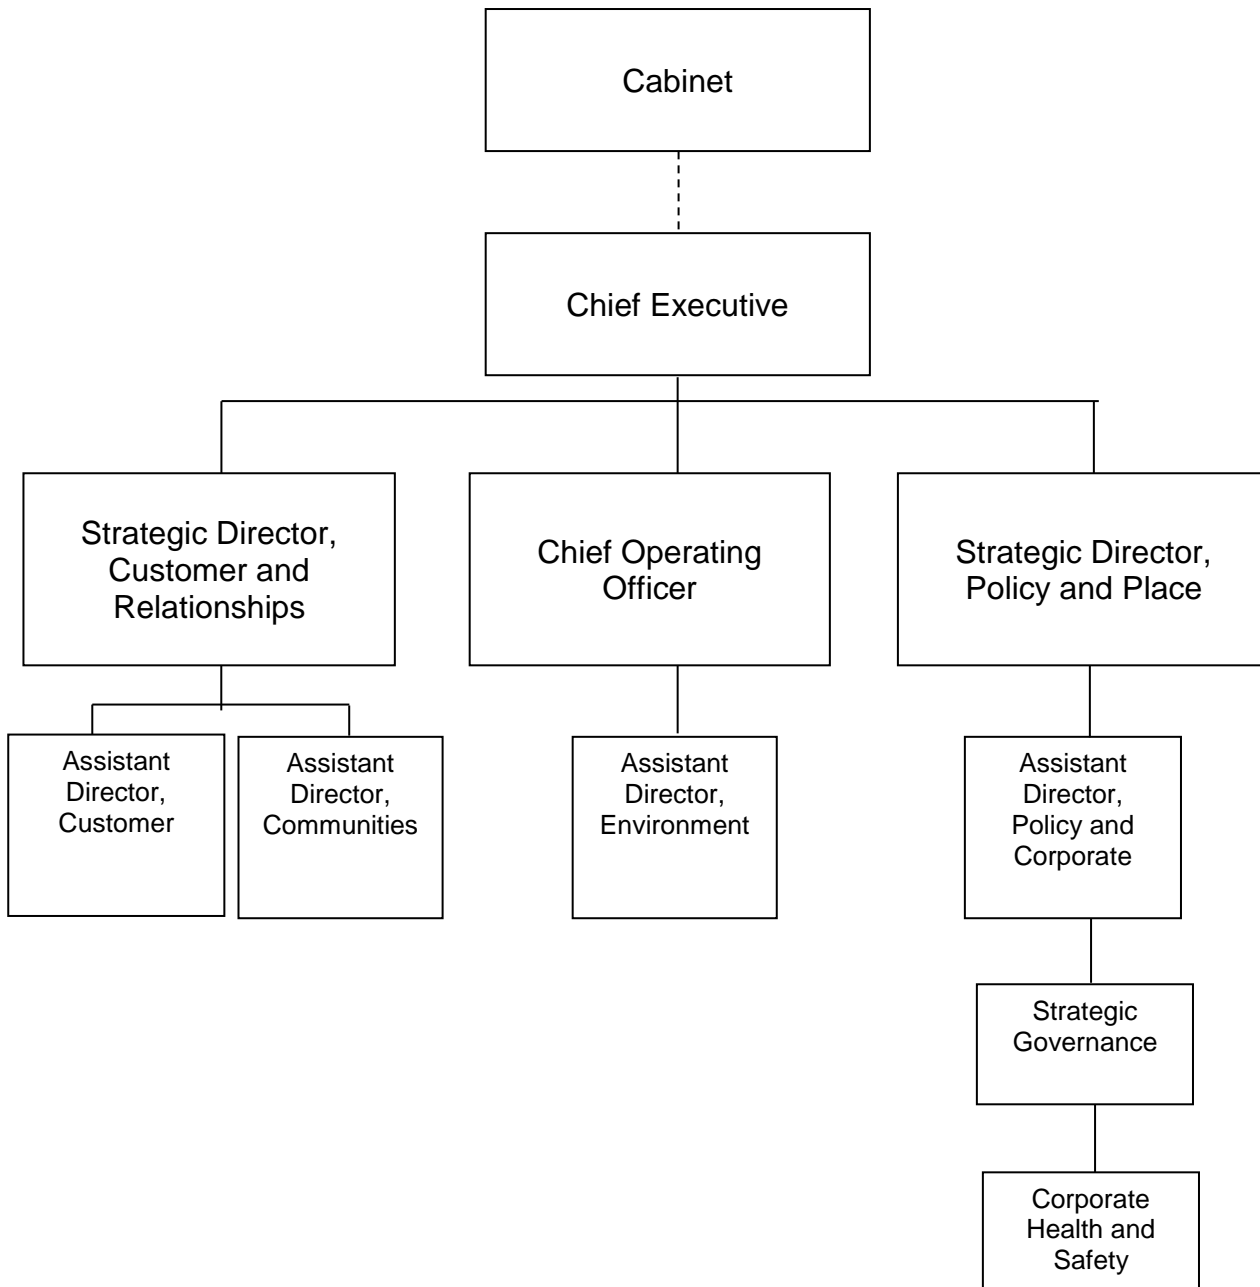 Cabinet
Chief Executive
Strategic Director,
Customer and
Relationships
Chief Operating
Officer
Strategic Director,
Policy and Place
Assistant
Director,
Customer
Assistant
Director,
Communities
Assistant
Director,
Environment
Assistant
Director,
Policy and
Corporate
Strategic
Governance
Corporate
Health and
Safety